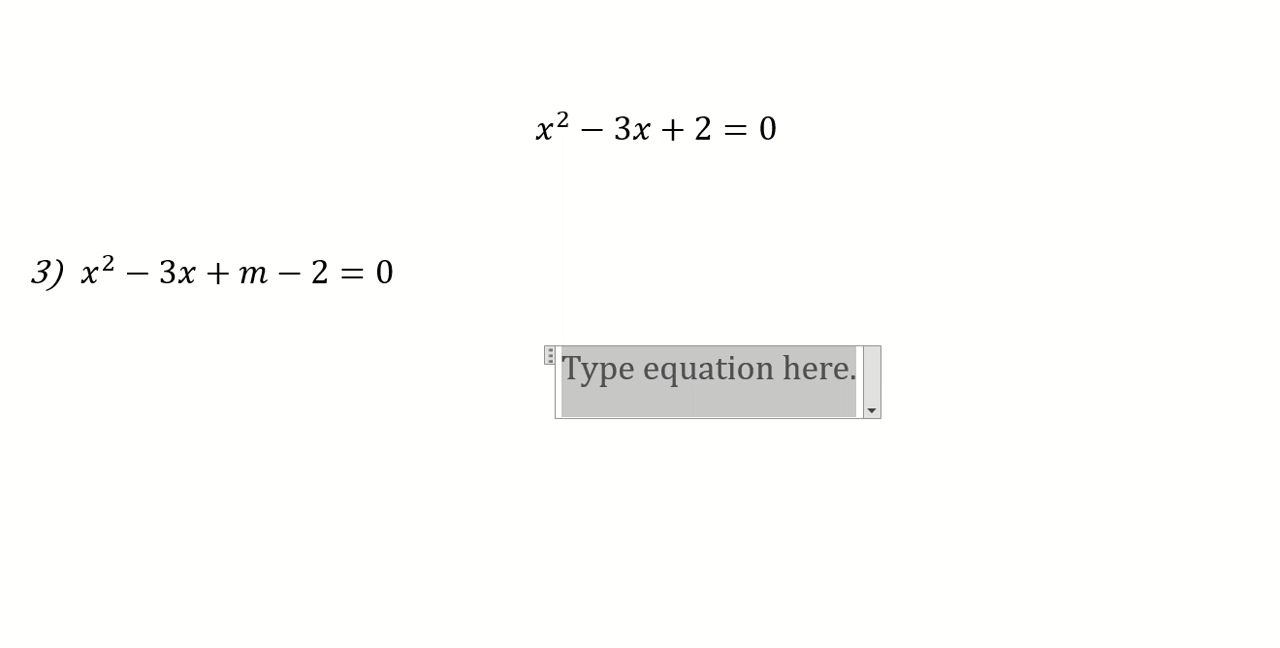 x² − 3x + 2 = 0
3) x² − 3x + m − 2 = 0
Type equation here.